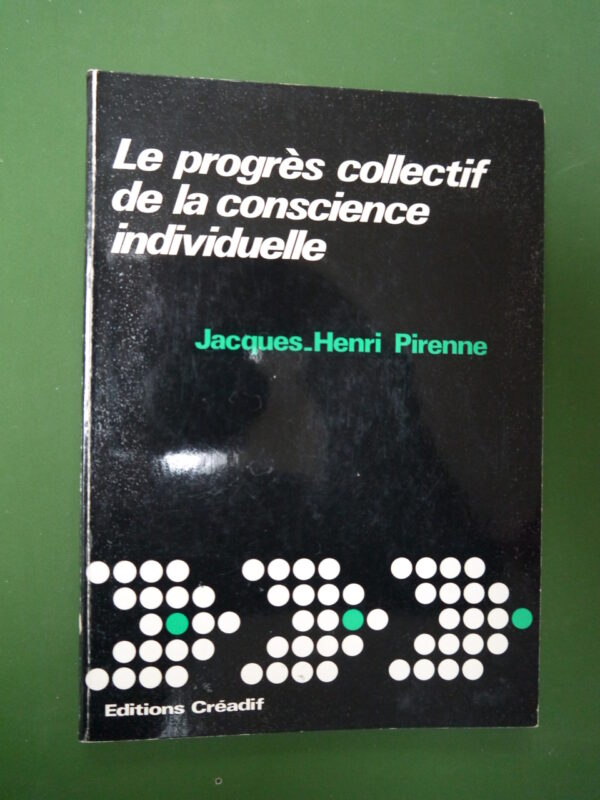 Le progrès collectif
de la conscience
individuelle
Jacques-Henri Pirenne
Editions Créadif